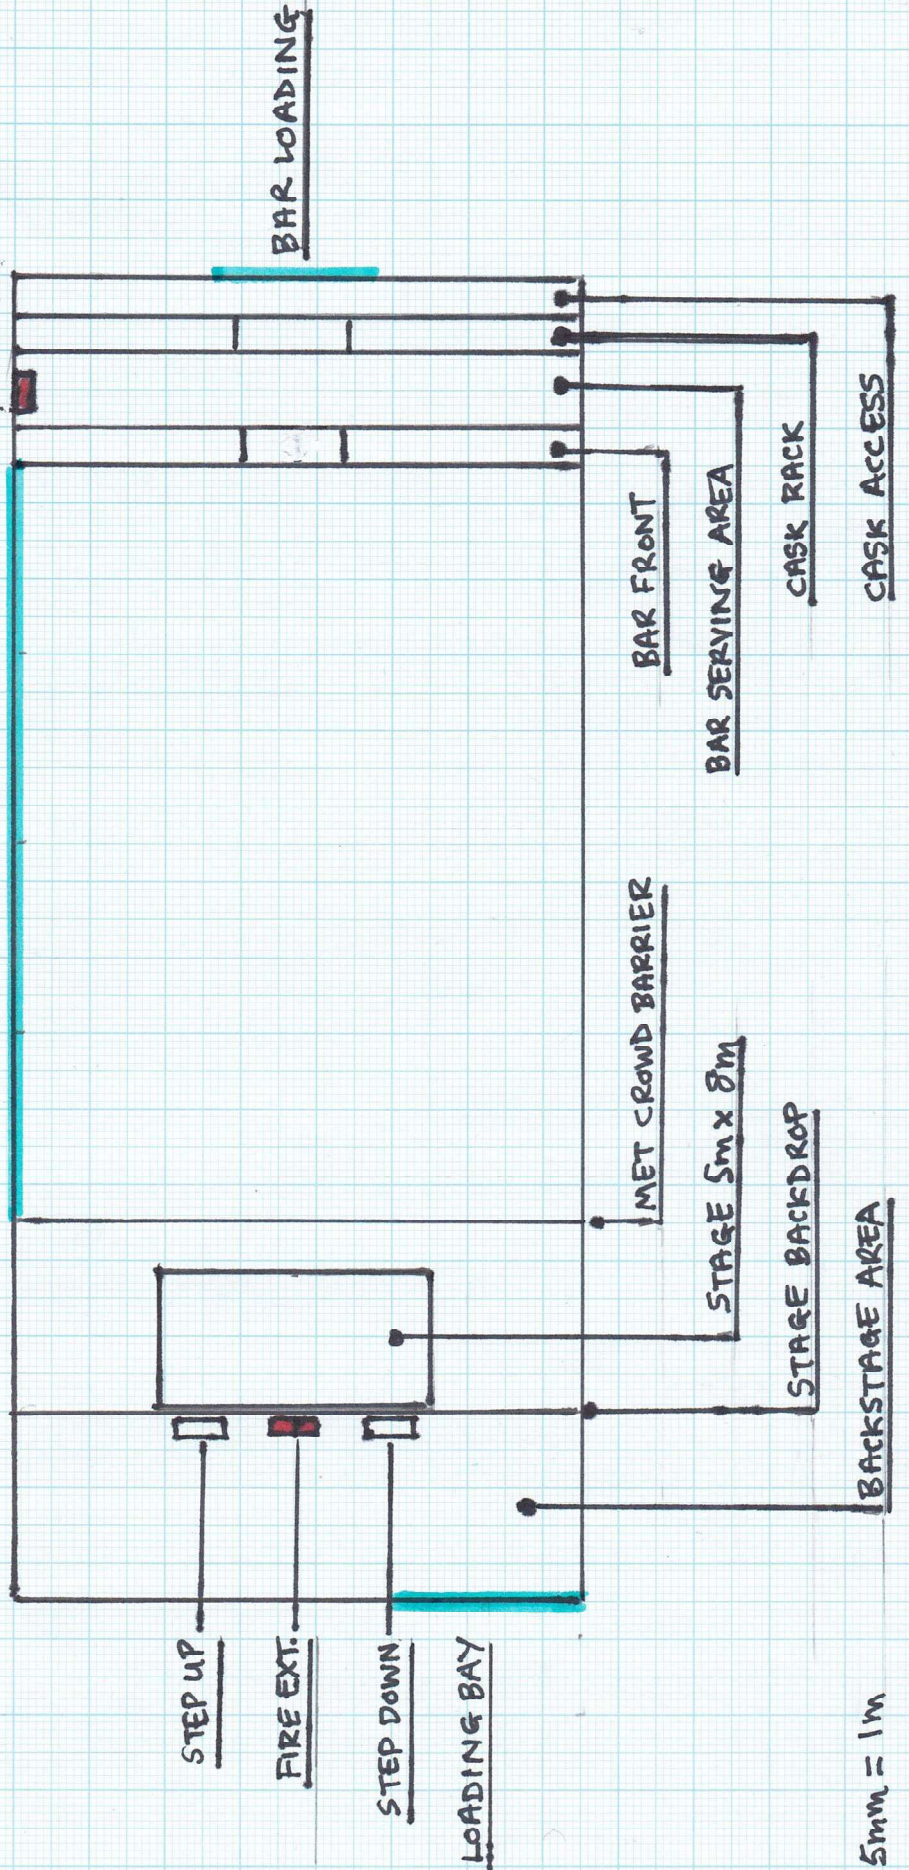 BAR LOADING
BAR FRONT
BAR SERVING AREA
CASK RACK
CASK ACCESS
MET CROWD BARRIER
STAGE 5m x 8m
STAGE BACKDROP
BACKSTAGE AREA
STEP UP
FIRE EXT.
STEP DOWN
LOADING BAY
5mm = 1m